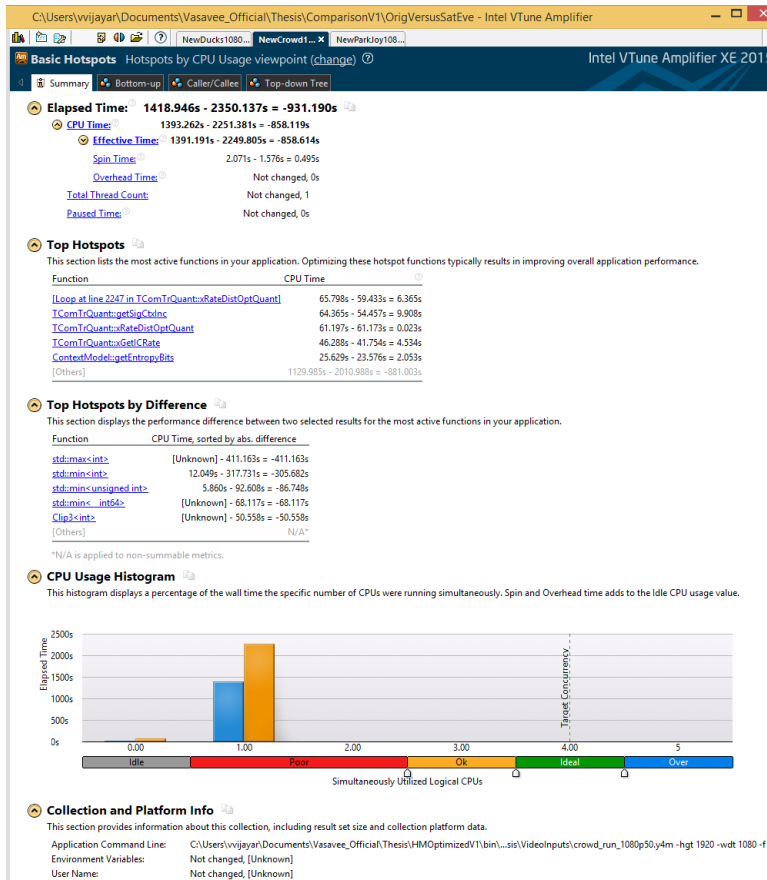 C:\Users\vvijayar\Documents\Vasavee_Official\Thesis\ComparisonV1\OrigVersusSatEve - Intel VTune Amplifier
NewDucks1080... NewCrowd1... x NewParkJoy108...
Basic Hotspots Hotspots by CPU Usage viewpoint (change) Intel VTune Amplifier XE 2015
Summary Bottom-up Caller/Callee Top-down Tree
Elapsed Time: 1418.946s - 2350.137s = -931.190s
CPU Time: 1393.262s - 2251.381s = -858.119s
Effective Time: 1391.191s - 2249.805s = -858.614s
Spin Time: 2.071s - 1.576s = 0.495s
Overhead Time: Not changed, 0s
Total Thread Count: Not changed, 1
Paused Time: Not changed, 0s
Top Hotspots
This section lists the most active functions in your application. Optimizing these hotspot functions typically results in improving overall application performance.
Function CPU Time
[Loop at line 2247 in TComTrQuant::xRateDistOptQuant] 65.798s - 59.433s = 6.365s
TComTrQuant::getSigCtxInc 64.365s - 54.457s = 9.908s
TComTrQuant::xRateDistOptQuant 61.197s - 61.173s = 0.023s
TComTrQuant::xGetICRate 46.288s - 41.754s = 4.534s
ContextModel::getEntropyBits 25.629s - 23.576s = 2.053s
[Others] 1129.985s - 2010.988s = -881.003s
Top Hotspots by Difference
This section displays the performance difference between two selected results for the most active functions in your application.
Function CPU Time, sorted by abs. difference
std::max<int> [Unknown] - 411.163s = -411.163s
std::min<int> 12.049s - 317.731s = -305.682s
std::min<unsigned int> 5.860s - 92.608s = -86.748s
std::min<__int64> [Unknown] - 68.117s = -68.117s
Clip3<int> [Unknown] - 50.558s = -50.558s
[Others] N/A*
*N/A is applied to non-summable metrics.
CPU Usage Histogram
This histogram displays a percentage of the wall time the specific number of CPUs were running simultaneously. Spin and Overhead time adds to the Idle CPU usage value.
Elapsed Time
2500s
2000s
1500s
1000s
500s
0s
Target Concurrency
0.00 1.00 2.00 3.00 4.00 5
Idle Poor Ok Ideal Over
Simultaneously Utilized Logical CPUs
Collection and Platform Info
This section provides information about this collection, including result set size and collection platform data.
Application Command Line: C:\Users\vvijayar\Documents\Vasavee_Official\Thesis\HMOptimizedV1\bin\...sis\VideoInputs\crowd_run_1080p50.y4m -hgt 1920 -wdt 1080 -f
Environment Variables: Not changed, [Unknown]
User Name: Not changed, [Unknown]